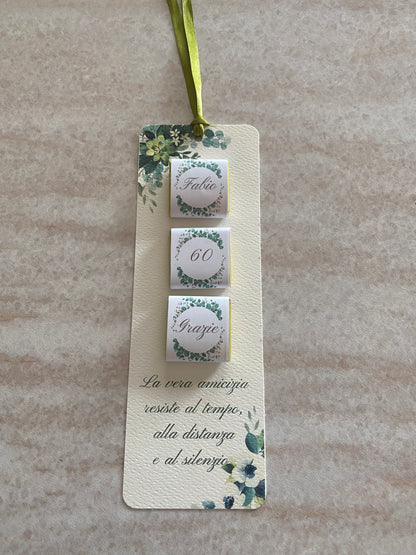 Fabio
60
Grazie
La vera amicizia
resiste al tempo,
alla distanza
e al silenzio